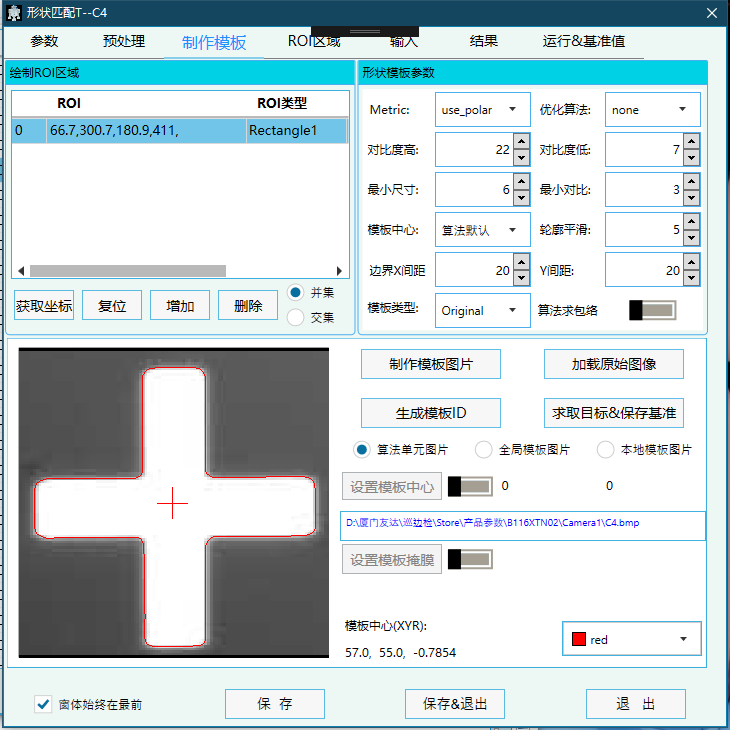 形状匹配T--C4
参数 预处理 制作模板 ROI区域 输入 结果 运行&基准值
绘制ROI区域
ROI ROI类型
0 66.7,300.7,180.9,411, Rectangle1
获取坐标 复位 增加 删除
并集
交集
形状模板参数
Metric: use_polar 优化算法: none
对比度高: 22 对比度低: 7
最小尺寸: 6 最小对比: 3
模板中心: 算法默认 轮廓平滑: 5
边界X间距 20 Y间距: 20
模板类型: Original 算法求包络
制作模板图片 加载原始图像
生成模板ID 求取目标&保存基准
算法单元图片 全局模板图片 本地模板图片
设置模板中心 0 0
D:\厦门友达\巡边检\Store\产品参数\B116XTN02\Camera1\C4.bmp
设置模板掩膜
模板中心(XYR):
57.0, 55.0, -0.7854
red
窗体始终在最前 保 存 保存&退出 退 出